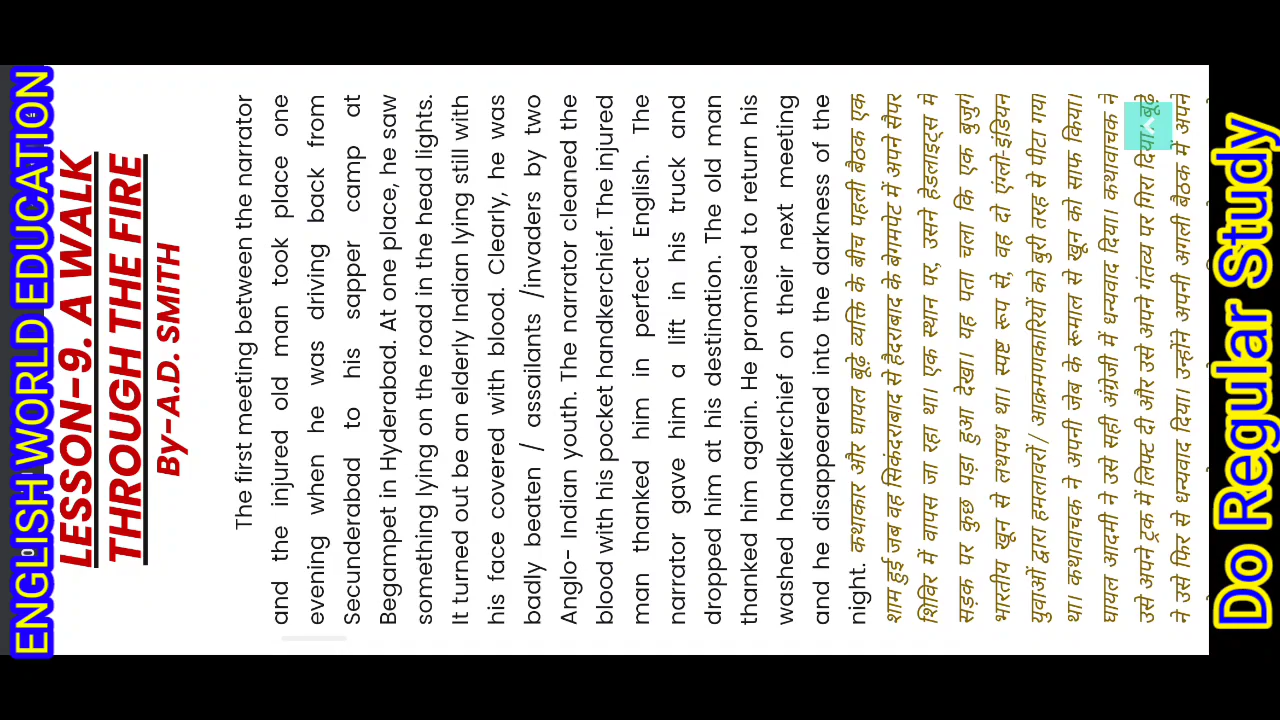 ENGLISH WORLD EDUCATION
LESSON-9. A WALK
THROUGH THE FIRE
By-A.D. SMITH
The first meeting between the narrator
and the injured old man took place one
evening when he was driving back from
Secunderabad to his sapper camp at
Begampet in Hyderabad. At one place, he saw
something lying on the road in the head lights.
It turned out be an elderly Indian lying still with
his face covered with blood. Clearly, he was
badly beaten / assailants /invaders by two
Anglo- Indian youth. The narrator cleaned the
blood with his pocket handkerchief. The injured
man thanked him in perfect English. The
narrator gave him a lift in his truck and
dropped him at his destination. The old man
thanked him again. He promised to return his
washed handkerchief on their next meeting
and he disappeared into the darkness of the
night. कथाकार और घायल बूढ़े व्यक्ति के बीच पहली बैठक एक
शाम हुई जब वह सिकंदराबाद से हैदराबाद के बेगमपेट में अपने सैपर
शिविर में वापस जा रहा था। एक स्थान पर, उसने हेडलाइट्स में
सड़क पर कुछ पड़ा हुआ देखा। यह पता चला कि एक बुजुर्ग
भारतीय खून से लथपथ था। स्पष्ट रूप से, वह दो एंग्लो-इंडियन
युवाओं द्वारा हमलावरों / आक्रमणकारियों को बुरी तरह से पीटा गया
था। कथावाचक ने अपनी जेब के रूमाल से खून को साफ किया।
घायल आदमी ने उसे सही अंग्रेजी में धन्यवाद दिया। कथावाचक ने
उसे अपने ट्रक में लिफ्ट दी और उसे अपने गंतव्य पर गिरा दिया। बूढ़े
ने उसे फिर से धन्यवाद दिया। उन्होंने अपनी अगली बैठक में अपने
Do Regular Study